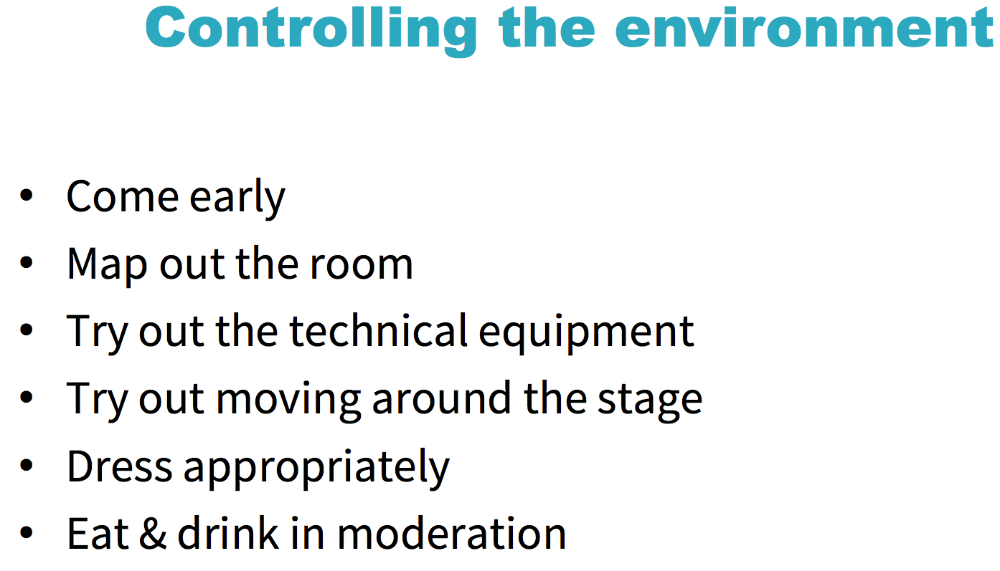 Controlling the environment
• Come early
• Map out the room
• Try out the technical equipment
• Try out moving around the stage
• Dress appropriately
• Eat & drink in moderation